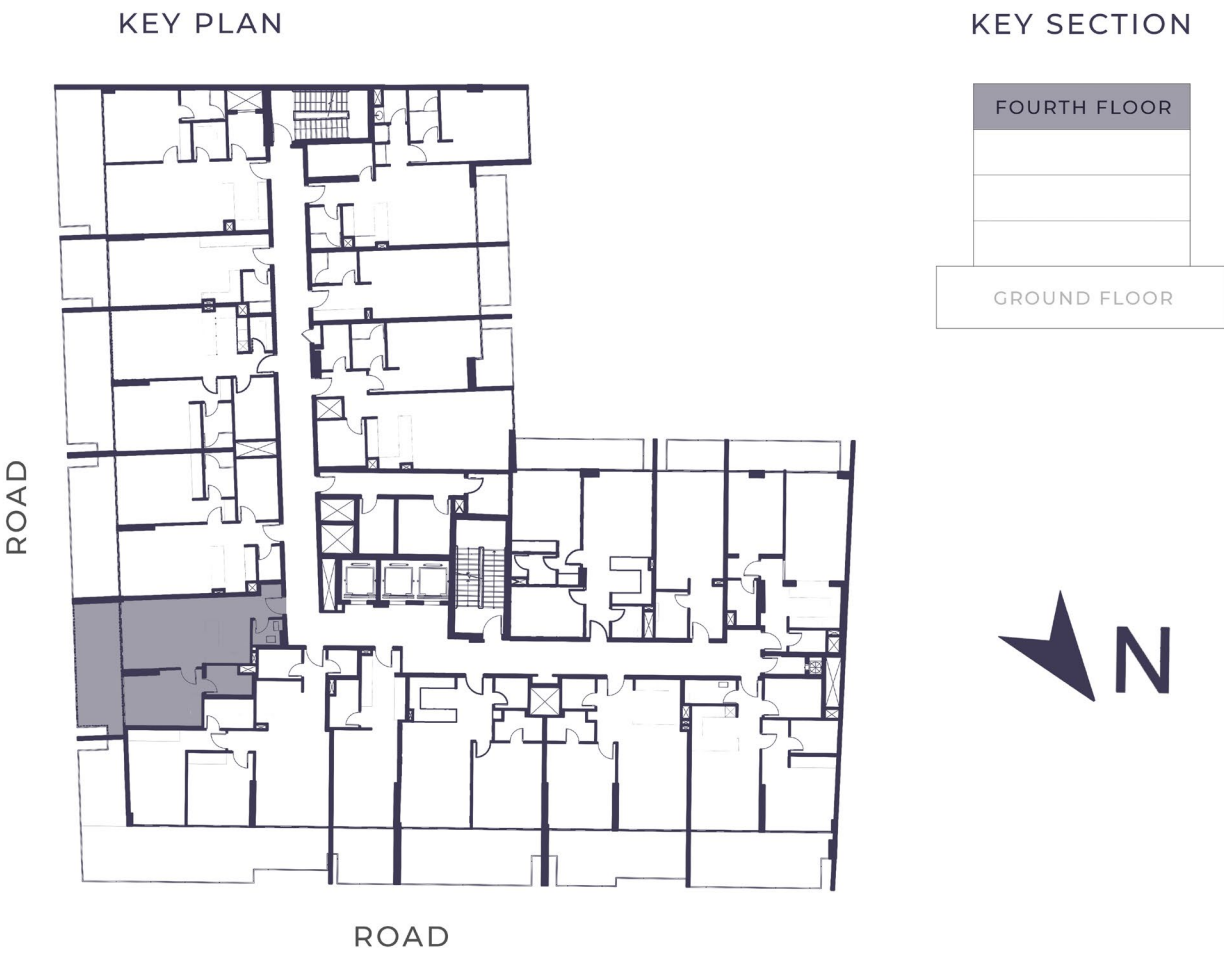 KEY PLAN
KEY SECTION
FOURTH FLOOR
GROUND FLOOR
ROAD
N
ROAD